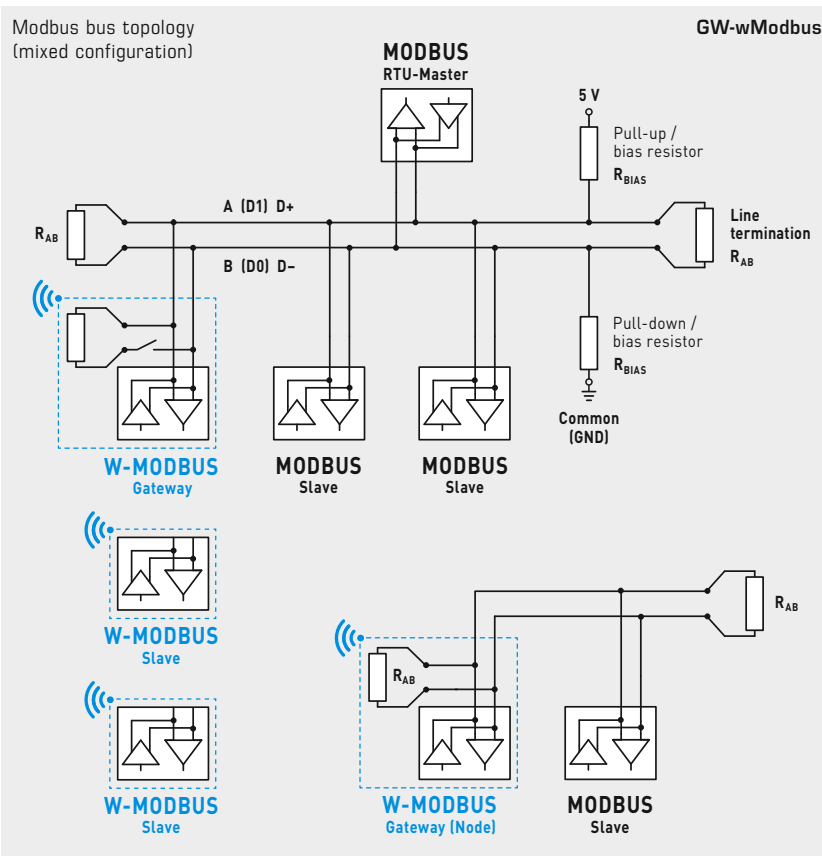 Modbus bus topology
(mixed configuration)
GW-wModbus
MODBUS
RTU-Master
5 V
Pull-up /
bias resistor
RBIAS
A (D1) D+
RAB
B (D0) D−
Line
termination
RAB
Pull-down /
bias resistor
RBIAS
Common
(GND)
W-MODBUS
Gateway
MODBUS
Slave
MODBUS
Slave
W-MODBUS
Slave
RAB
RAB
W-MODBUS
Slave
W-MODBUS
Gateway (Node)
MODBUS
Slave